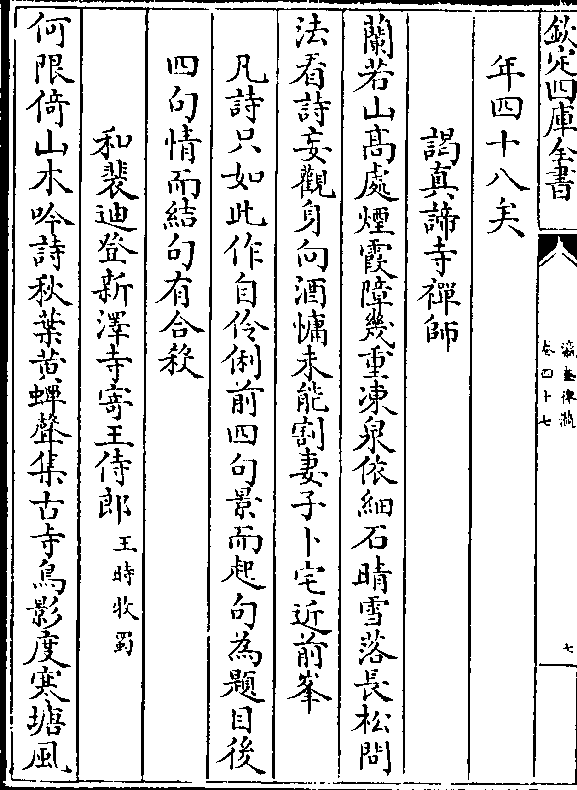 欽定四庫全書
瀛奎律髓
卷四十七
七
年四十八矣
謁真諦寺禪師
蘭若山髙處煙霞障幾重凍泉依細石晴雪落長松問
法看詩妄觀身向酒慵未能割妻子卜宅近前峯
凡詩只如此作自伶俐前四句景而起句為題目後
四句情而結句有合殺
和裴迪登新澤寺寄王侍郎 王時牧蜀
何限倚山木吟詩秋葉黄蟬聲集古寺鳥影度寒塘風